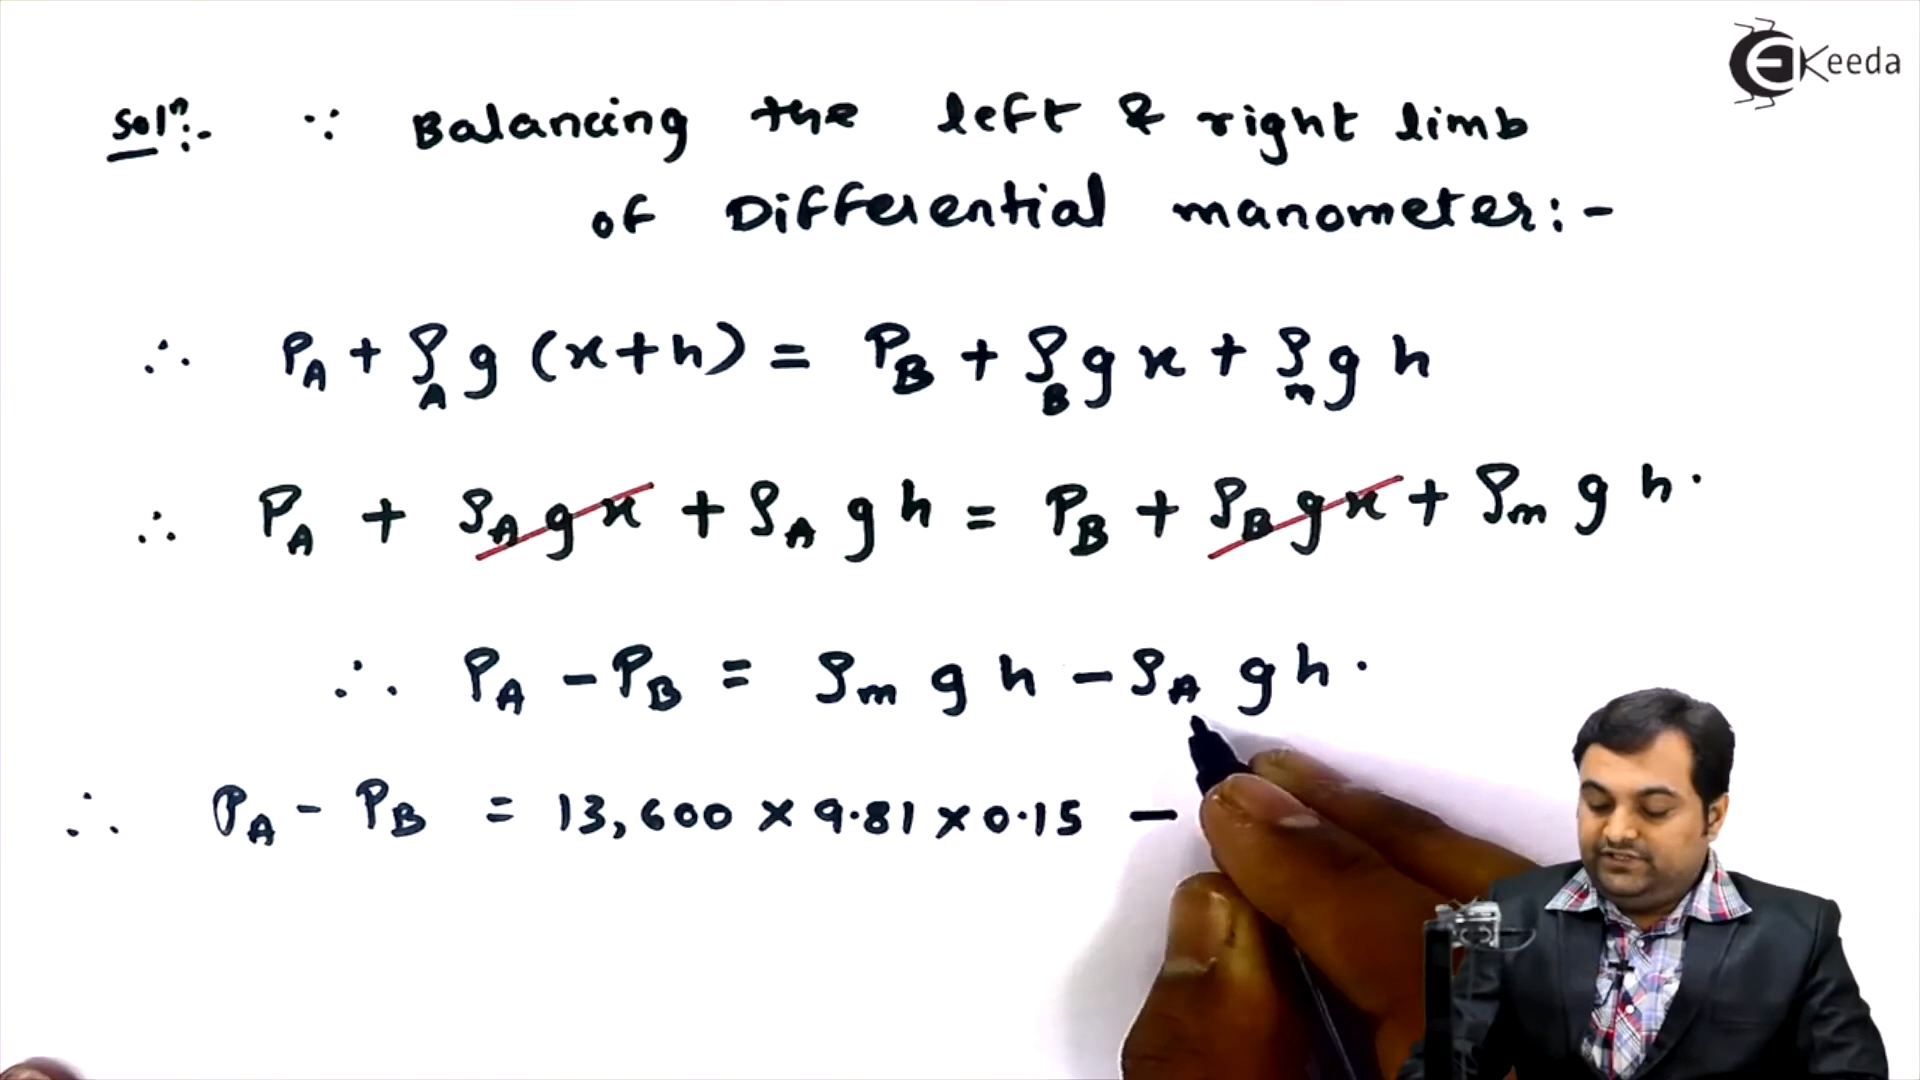 EKeeda
Solⁿ:- ∵ Balancing the left & right limb
of Differential manometer:-
∴ P_A + ρ_A g (x+h) = P_B + ρ_B g x + ρ_m g h
∴ P_A + ρ_A g x + ρ_A g h = P_B + ρ_B g x + ρ_m g h.
∴ P_A - P_B = ρ_m g h - ρ_A g h.
∴ P_A - P_B = 13,600 × 9.81 × 0.15 -